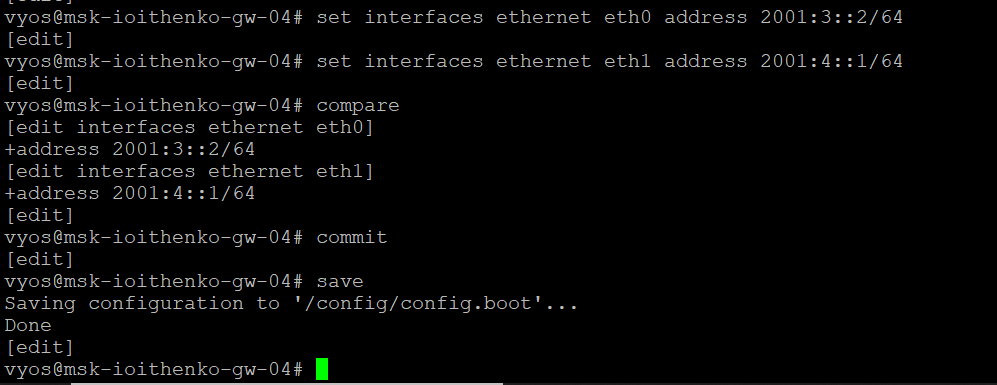 [edit]
vyos@msk-ioithenko-gw-04# set interfaces ethernet eth0 address 2001:3::2/64
[edit]
vyos@msk-ioithenko-gw-04# set interfaces ethernet eth1 address 2001:4::1/64
[edit]
vyos@msk-ioithenko-gw-04# compare
[edit interfaces ethernet eth0]
+address 2001:3::2/64
[edit interfaces ethernet eth1]
+address 2001:4::1/64
[edit]
vyos@msk-ioithenko-gw-04# commit
[edit]
vyos@msk-ioithenko-gw-04# save
Saving configuration to '/config/config.boot'...
Done
[edit]
vyos@msk-ioithenko-gw-04#